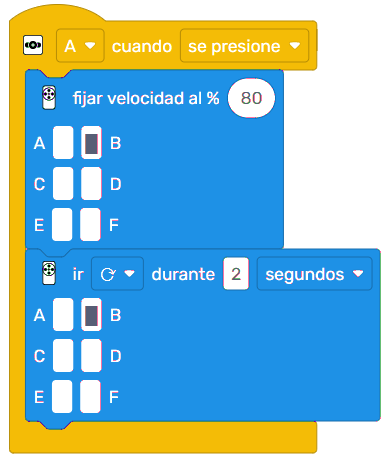 A cuando se presione
fijar velocidad al % 80
A B
C D
E F
ir durante 2 segundos
A B
C D
E F